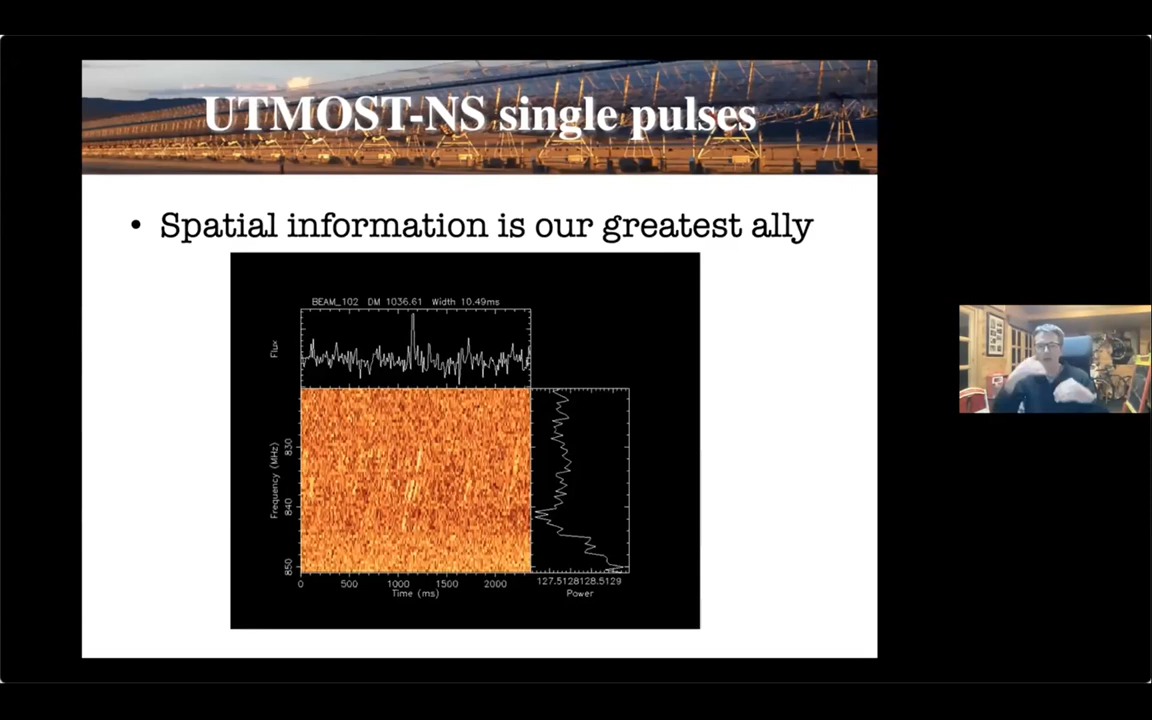 UTMOST-NS single pulses
• Spatial information is our greatest ally
BEAM_102 DM 1036.61 Width 10.49ms
Flux
Frequency (MHz)
830
840
850
0 500 1000 1500 2000
Time (ms)
127.5128128.5129
Power